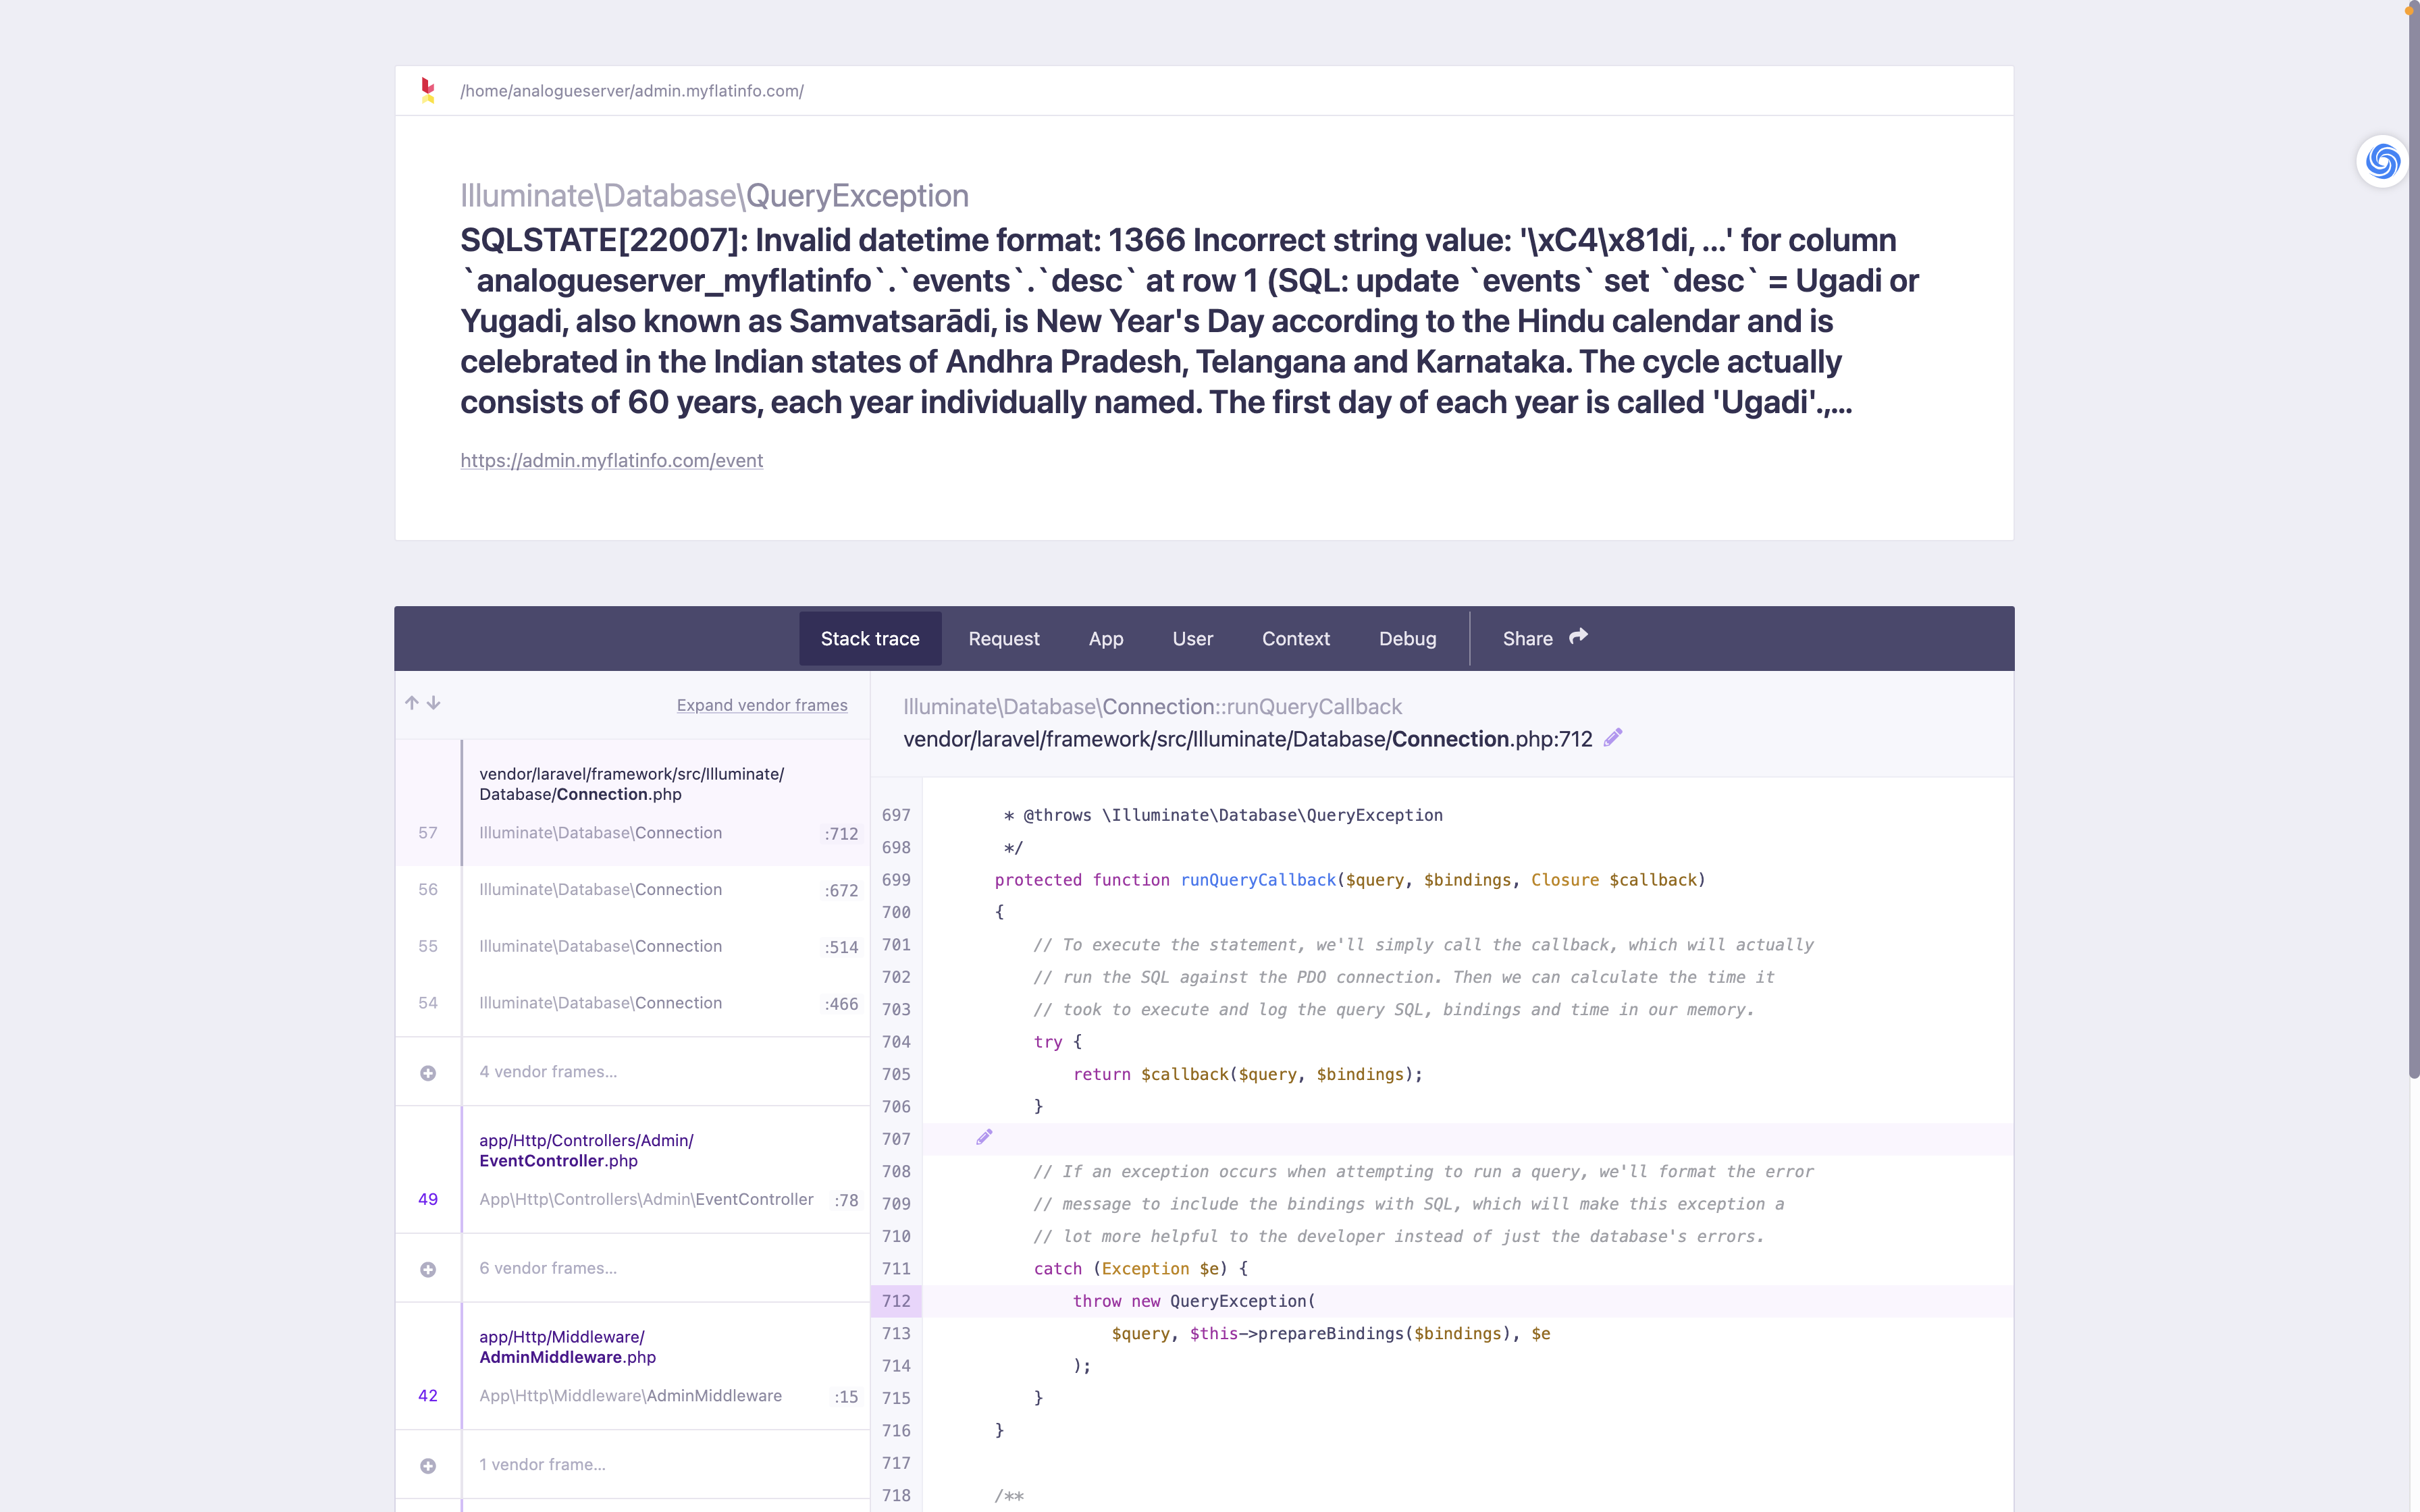 /home/analogueserver/admin.myflatinfo.com/
Illuminate\Database\QueryException
SQLSTATE[22007]: Invalid datetime format: 1366 Incorrect string value: '\xC4\x81di, ...' for column
`analogueserver_myflatinfo`.`events`.`desc` at row 1 (SQL: update `events` set `desc` = Ugadi or
Yugadi, also known as Samvatsarādi, is New Year's Day according to the Hindu calendar and is
celebrated in the Indian states of Andhra Pradesh, Telangana and Karnataka. The cycle actually
consists of 60 years, each year individually named. The first day of each year is called 'Ugadi'.,...
https://admin.myflatinfo.com/event
Stack trace Request App User Context Debug Share
Expand vendor frames
vendor/laravel/framework/src/Illuminate/
Database/Connection.php
57 Illuminate\Database\Connection :712
56 Illuminate\Database\Connection :672
55 Illuminate\Database\Connection :514
54 Illuminate\Database\Connection :466
4 vendor frames...
app/Http/Controllers/Admin/
EventController.php
49 App\Http\Controllers\Admin\EventController :78
6 vendor frames...
app/Http/Middleware/
AdminMiddleware.php
42 App\Http\Middleware\AdminMiddleware :15
1 vendor frame...
Illuminate\Database\Connection::runQueryCallback
vendor/laravel/framework/src/Illuminate/Database/Connection.php:712
697 * @throws \Illuminate\Database\QueryException
698 */
699 protected function runQueryCallback($query, $bindings, Closure $callback)
700 {
701 // To execute the statement, we'll simply call the callback, which will actually
702 // run the SQL against the PDO connection. Then we can calculate the time it
703 // took to execute and log the query SQL, bindings and time in our memory.
704 try {
705 return $callback($query, $bindings);
706 }
707
708 // If an exception occurs when attempting to run a query, we'll format the error
709 // message to include the bindings with SQL, which will make this exception a
710 // lot more helpful to the developer instead of just the database's errors.
711 catch (Exception $e) {
712 throw new QueryException(
713 $query, $this->prepareBindings($bindings), $e
714 );
715 }
716 }
717
718 /**